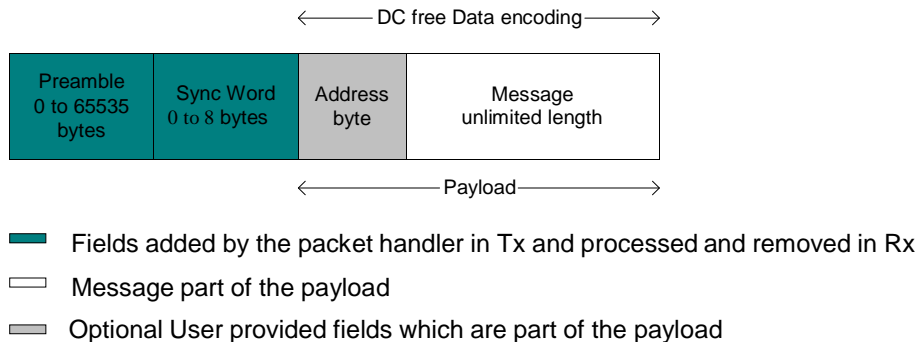 DC free Data encoding
Preamble
0 to 65535
bytes
Sync Word
0 to 8 bytes
Address
byte
Message
unlimited length
Payload
Fields added by the packet handler in Tx and processed and removed in Rx
Message part of the payload
Optional User provided fields which are part of the payload